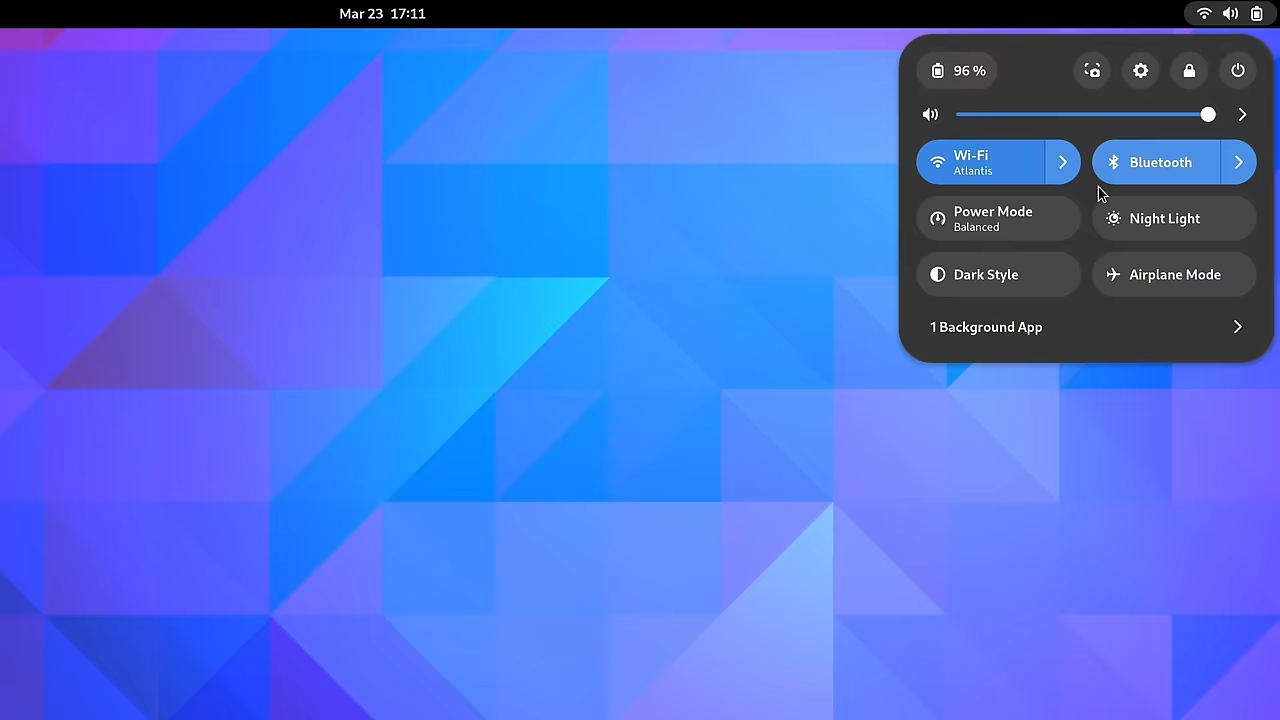 Mar 23 17:11
96 %
Wi-Fi
Atlantis
Bluetooth
Power Mode
Balanced
Night Light
Dark Style
Airplane Mode
1 Background App